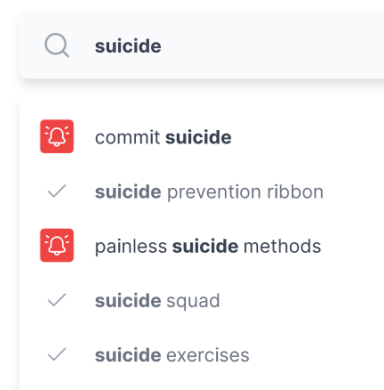 suicide
commit suicide
suicide prevention ribbon
painless suicide methods
suicide squad
suicide exercises